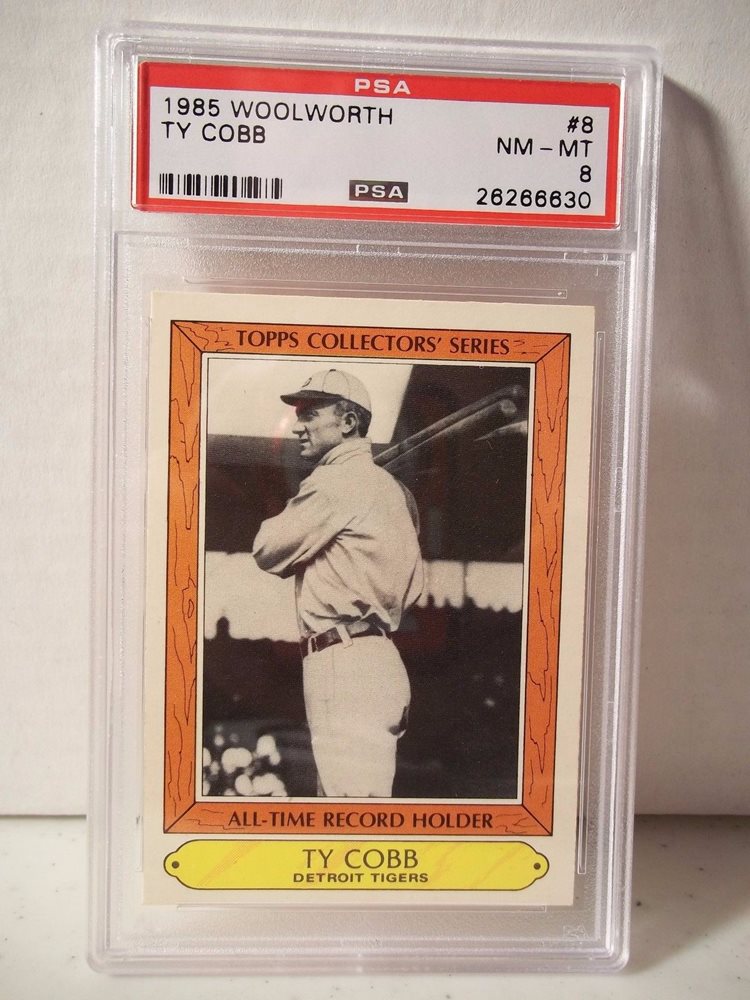 PSA
1985 WOOLWORTH #8
TY COBB NM - MT
8
PSA 26266630
TOPPS COLLECTORS' SERIES
ALL-TIME RECORD HOLDER
TY COBB
DETROIT TIGERS